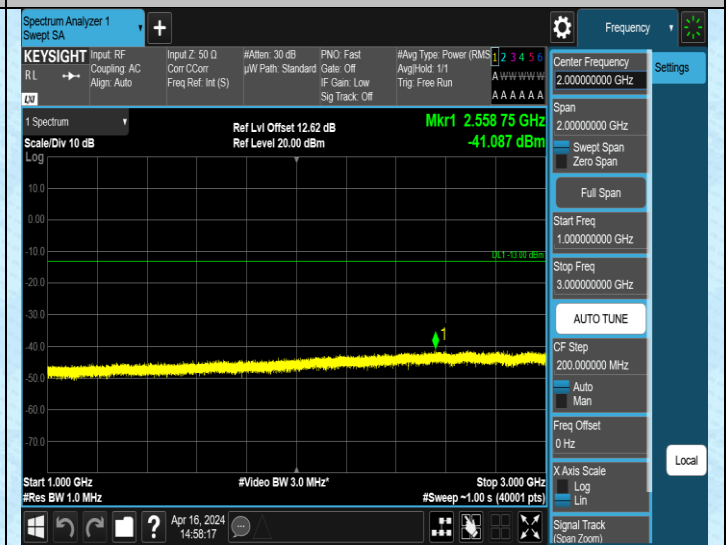 Spectrum Analyzer 1
Swept SA
+
Frequency
KEYSIGHT
RL
LXI
Input: RF
Coupling: AC
Align: Auto
Input Z: 50 Ω
Corr CCorr
Freq Ref: Int (S)
#Atten: 30 dB
µW Path: Standard
PNO: Fast
Gate: Off
IF Gain: Low
Sig Track: Off
#Avg Type: Power (RMS
Avg|Hold: 1/1
Trig: Free Run
1 2 3 4 5 6
A W W W W W
A A A A A A
1 Spectrum
Scale/Div 10 dB
Log
Ref Lvl Offset 12.62 dB
Ref Level 20.00 dBm
Mkr1 2.558 75 GHz
-41.087 dBm
10.0
0.00
-10.0
DL1 -13.00 dBm
-20.0
-30.0
1
-40.0
-50.0
-60.0
-70.0
Start 1.000 GHz
#Res BW 1.0 MHz
#Video BW 3.0 MHz*
Stop 3.000 GHz
#Sweep ~1.00 s (40001 pts)
?
Apr 16, 2024
14:58:17
Center Frequency
2.000000000 GHz
Settings
Span
2.00000000 GHz
Swept Span
Zero Span
Full Span
Start Freq
1.000000000 GHz
Stop Freq
3.000000000 GHz
AUTO TUNE
CF Step
200.000000 MHz
Auto
Man
Freq Offset
0 Hz
X Axis Scale
Log
Lin
Local
Signal Track
(Span Zoom)